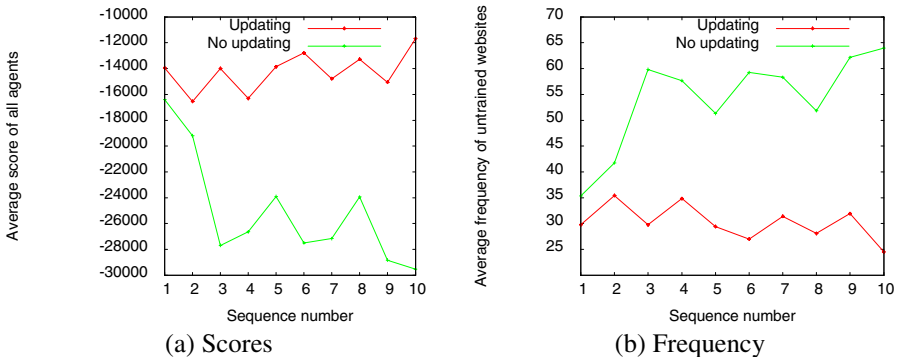 Average score of all agents
-10000
-12000
-14000
-16000
-18000
-20000
-22000
-24000
-26000
-28000
-30000
Updating
No updating
1 2 3 4 5 6 7 8 9 10
Sequence number
(a) Scores
Average frequency of untrained websites
70
65
60
55
50
45
40
35
30
25
Updating
No updating
1 2 3 4 5 6 7 8 9 10
Sequence number
(b) Frequency